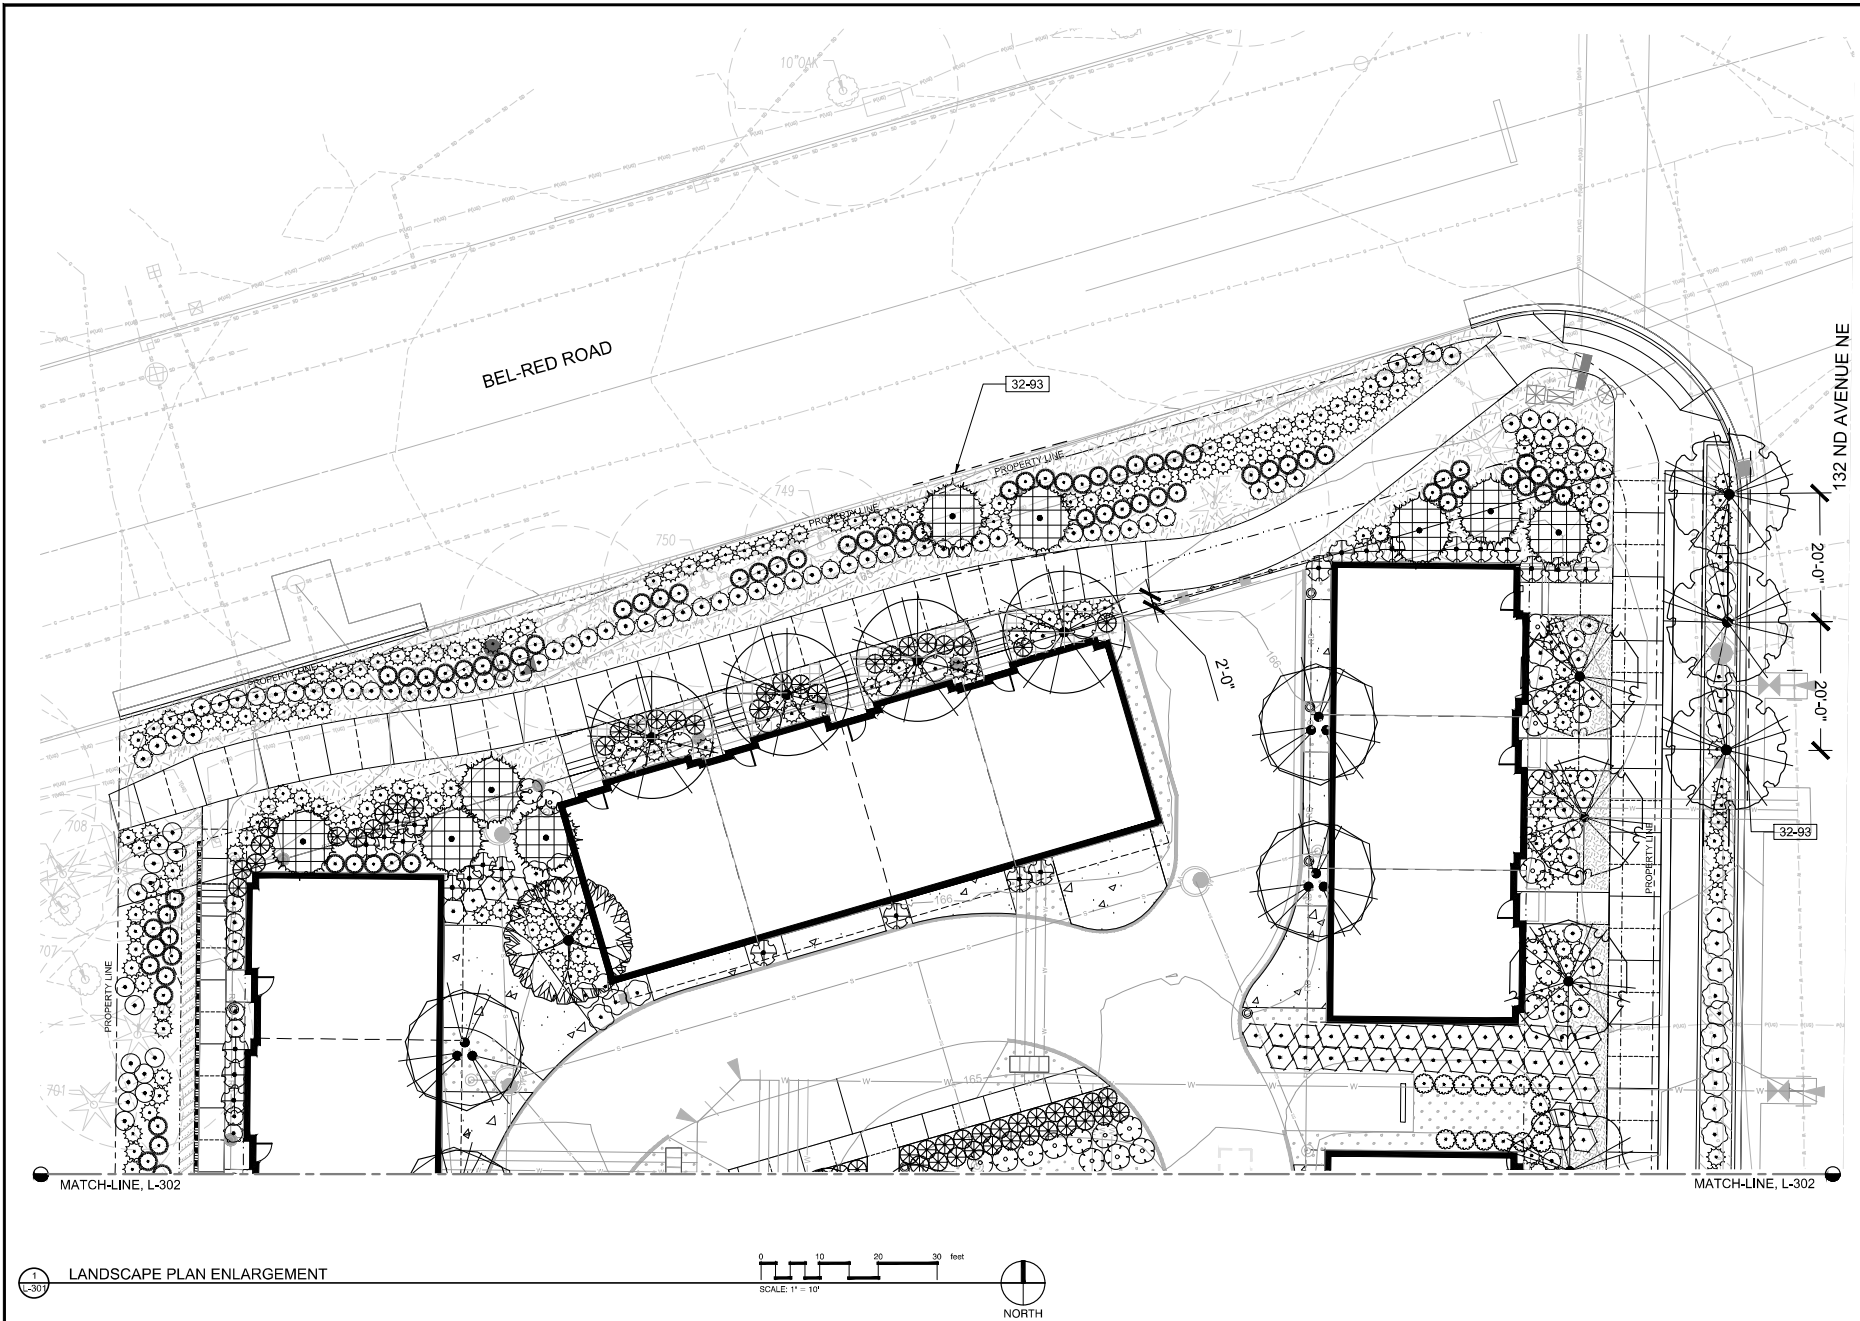 10"OAK
BEL-RED ROAD
132 ND AVENUE NE
32-93
PROPERTY LINE
749
PROPERTY LINE
750
20'-0"
2'-0"
166
PROPERTY LINE
20'-0"
708
32-93
PROPERTY LINE
166
707
PROPERTY LINE
165
701
MATCH-LINE, L-302
MATCH-LINE, L-302
1
L-301
LANDSCAPE PLAN ENLARGEMENT
0 10 20 30 feet
SCALE: 1" = 10'
NORTH